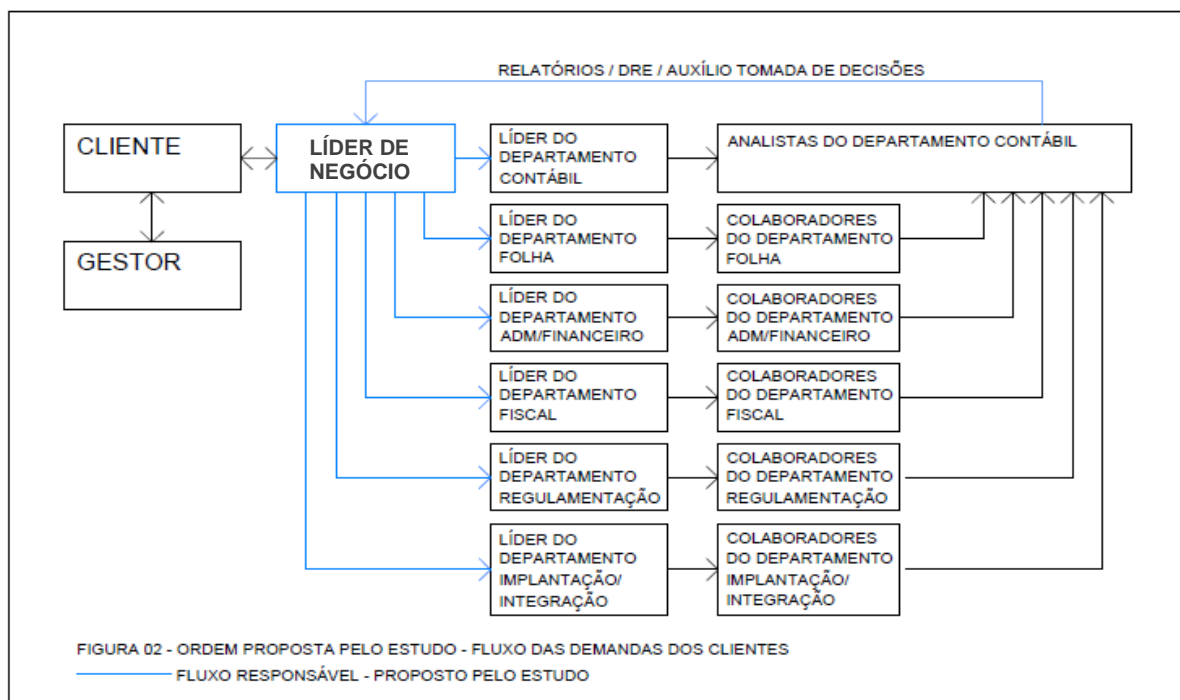 RELATÓRIOS / DRE / AUXÍLIO TOMADA DE DECISÕES
CLIENTE
LÍDER DE
NEGÓCIO
LÍDER DO
DEPARTAMENTO
CONTÁBIL
ANALISTAS DO DEPARTAMENTO CONTÁBIL
GESTOR
LÍDER DO
DEPARTAMENTO
FOLHA
COLABORADORES
DO DEPARTAMENTO
FOLHA
LÍDER DO
DEPARTAMENTO
ADM/FINANCEIRO
COLABORADORES
DO DEPARTAMENTO
ADM/FINANCEIRO
LÍDER DO
DEPARTAMENTO
FISCAL
COLABORADORES
DO DEPARTAMENTO
FISCAL
LÍDER DO
DEPARTAMENTO
REGULAMENTAÇÃO
COLABORADORES
DO DEPARTAMENTO
REGULAMENTAÇÃO
LÍDER DO
DEPARTAMENTO
IMPLANTAÇÃO/
INTEGRAÇÃO
COLABORADORES
DO DEPARTAMENTO
IMPLANTAÇÃO/
INTEGRAÇÃO
FIGURA 02 - ORDEM PROPOSTA PELO ESTUDO - FLUXO DAS DEMANDAS DOS CLIENTES
FLUXO RESPONSÁVEL - PROPOSTO PELO ESTUDO